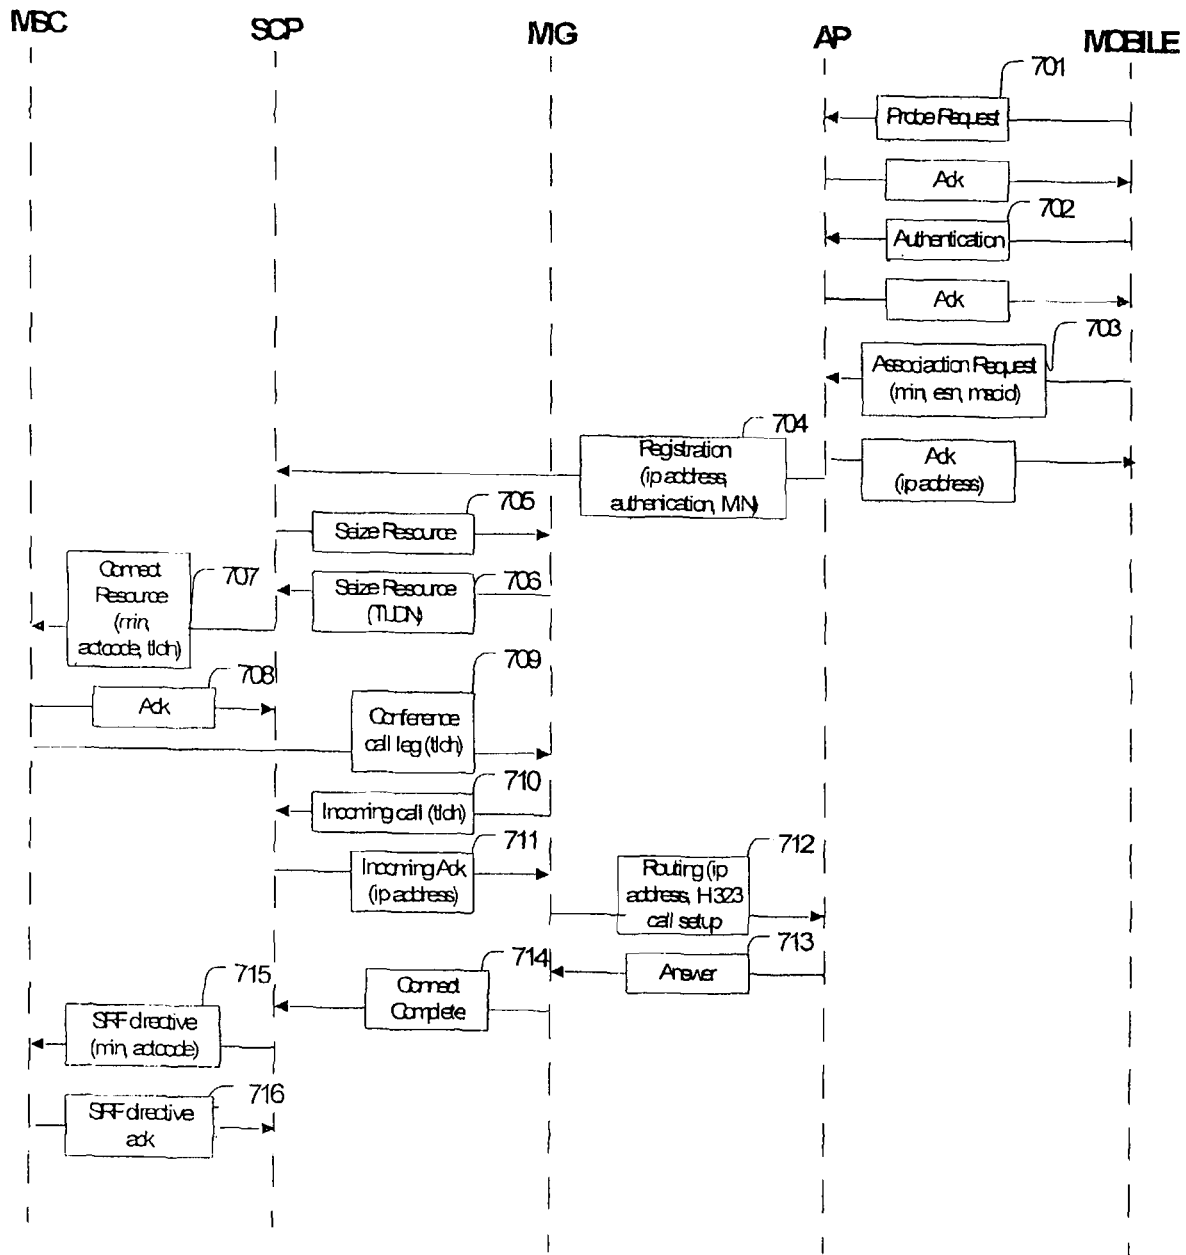 MSC SCP MG AP MOBILE
701
Probe Request
Ack
702
Authentication
Ack
703
Association Request
(min, esn, mscid)
704
Registration
(ip address,
authenication, MIN)
Ack
(ip address)
705
Seize Resource
706
Seize Resource
(TLDN)
707
Connect
Resource
(min,
actcode, tldn)
708
Ack
709
Conference
call leg (tldn)
710
Incoming call (tldn)
711
Incoming Ack
(ip address)
712
Routing (ip
address, H323
call setup
713
Answer
714
Connect
Complete
715
SRF directive
(min, actcode)
716
SRF directive
ack